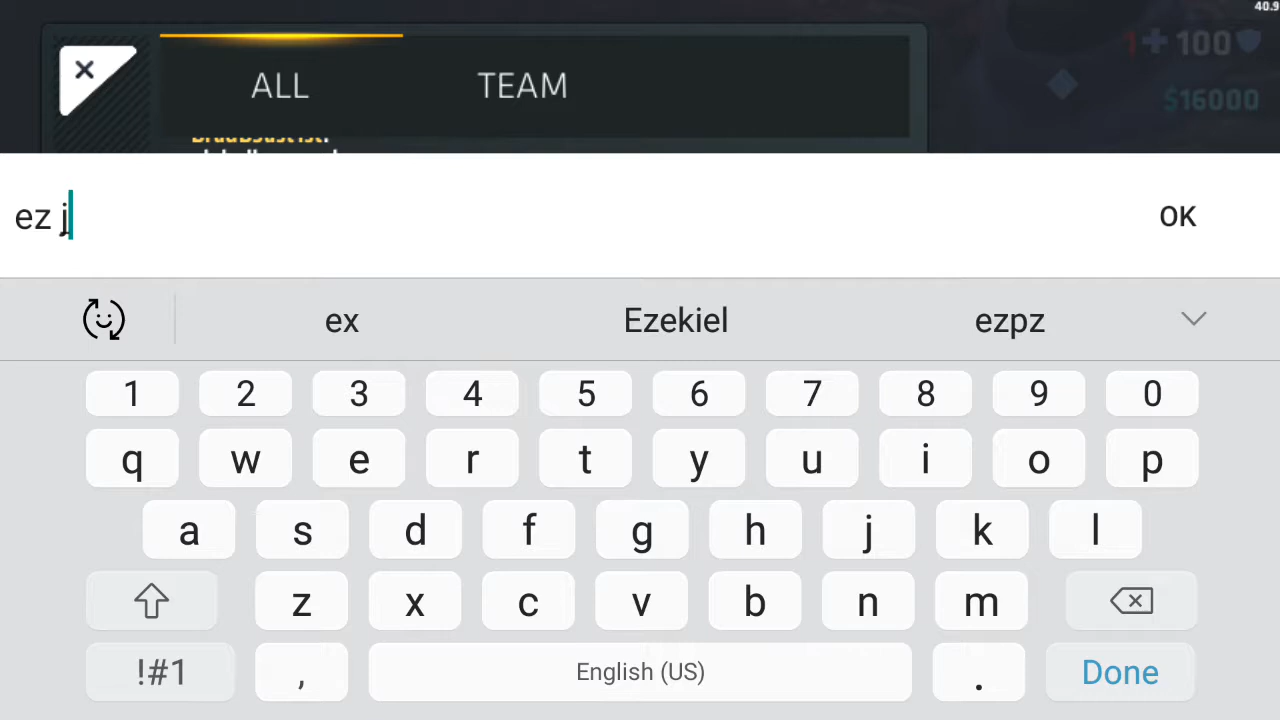 40.9
1 + 100
ALL TEAM
$16000
ez j
OK
ex Ezekiel ezpz
1 2 3 4 5 6 7 8 9 0
q w e r t y u i o p
a s d f g h j k l
z x c v b n m
!#1 , English (US) . Done